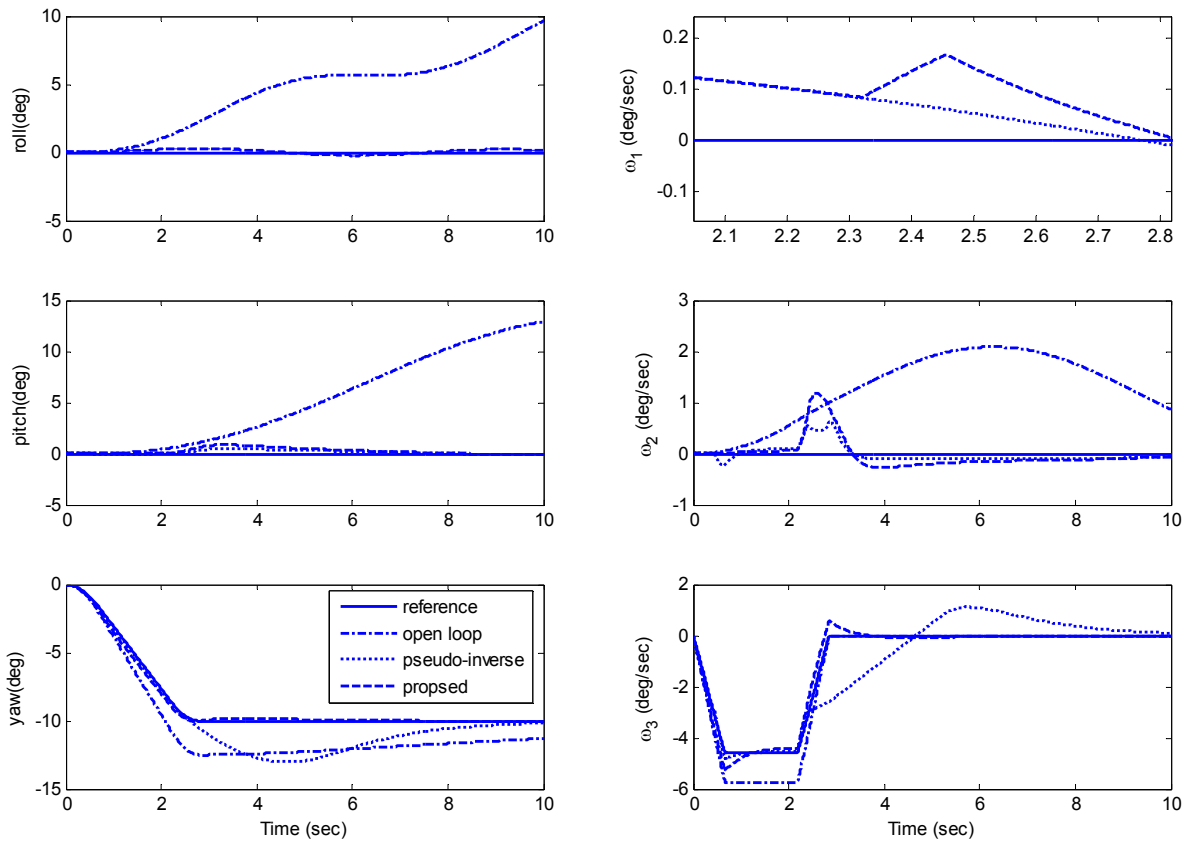 10
5
0
-5
roll(deg)
0 2 4 6 8 10
0.2
0.1
0
-0.1
ω1 (deg/sec)
2.1 2.2 2.3 2.4 2.5 2.6 2.7 2.8
15
10
5
0
-5
pitch(deg)
0 2 4 6 8 10
3
2
1
0
-1
ω2 (deg/sec)
0 2 4 6 8 10
0
-5
-10
-15
yaw(deg)
reference
open loop
pseudo-inverse
propsed
0 2 4 6 8 10
Time (sec)
2
0
-2
-4
-6
ω3 (deg/sec)
0 2 4 6 8 10
Time (sec)